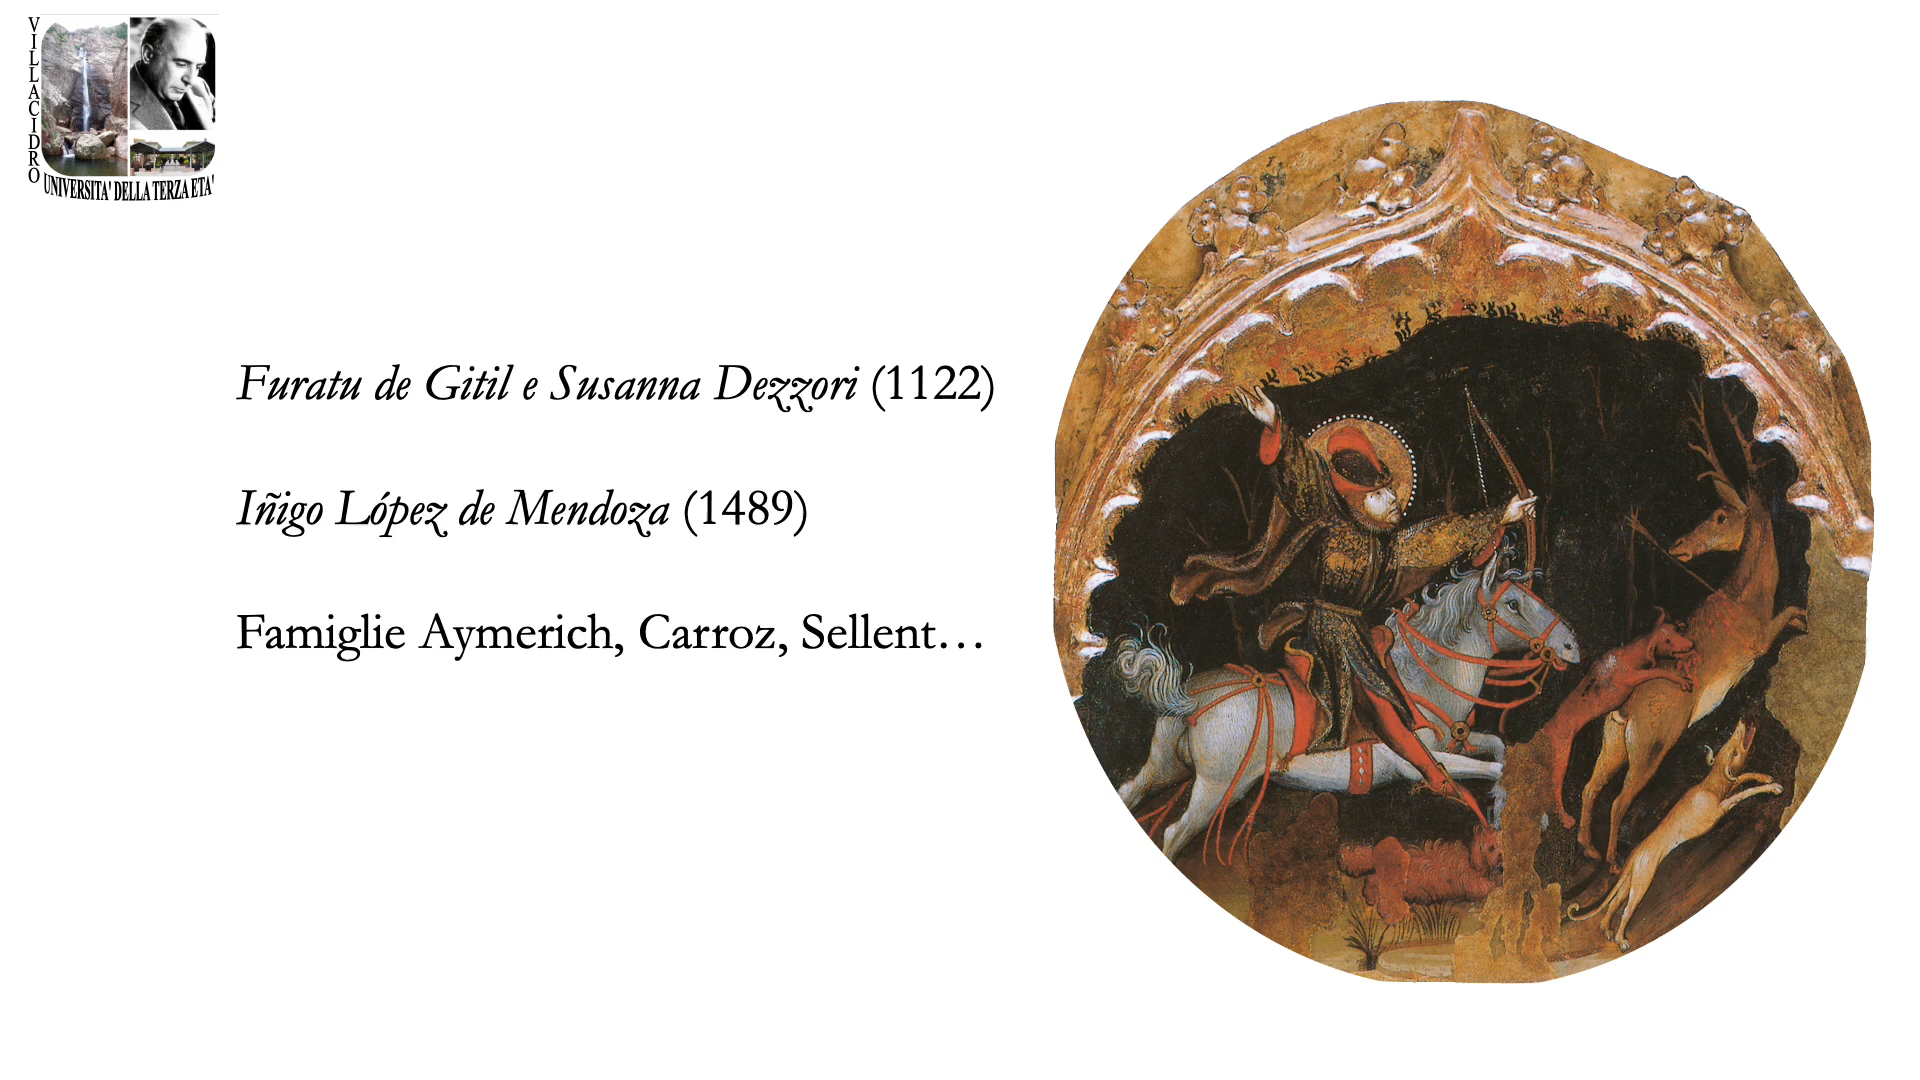 VILLACIDRO
UNIVERSITA' DELLA TERZA ETA'
Furatu de Gitil e Susanna Dezzori (1122)
Iñigo López de Mendoza (1489)
Famiglie Aymerich, Carroz, Sellent…